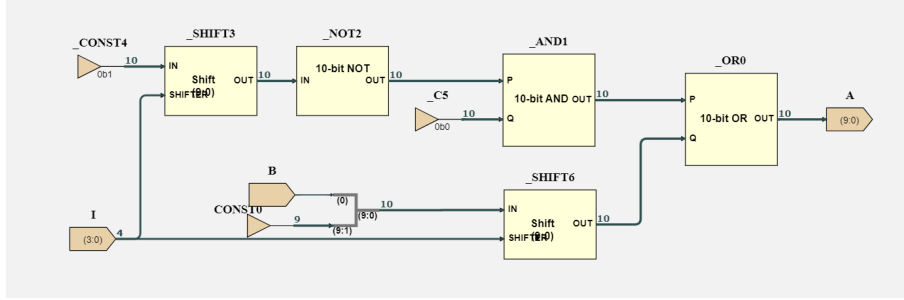 _CONST4
10
0b1
_SHIFT3
IN
Shift
(9:0)
OUT
SHIFTER
10
_NOT2
10-bit NOT
IN
OUT
10
_C5
10
0b0
_AND1
P
10-bit AND
OUT
Q
10
_OR0
P
10-bit OR
OUT
Q
10
A
(9:0)
B
(0)
CONST0
9
(9:1)
(9:0)
10
I
(3:0)
4
_SHIFT6
IN
Shift
(9:0)
OUT
SHIFTER
10